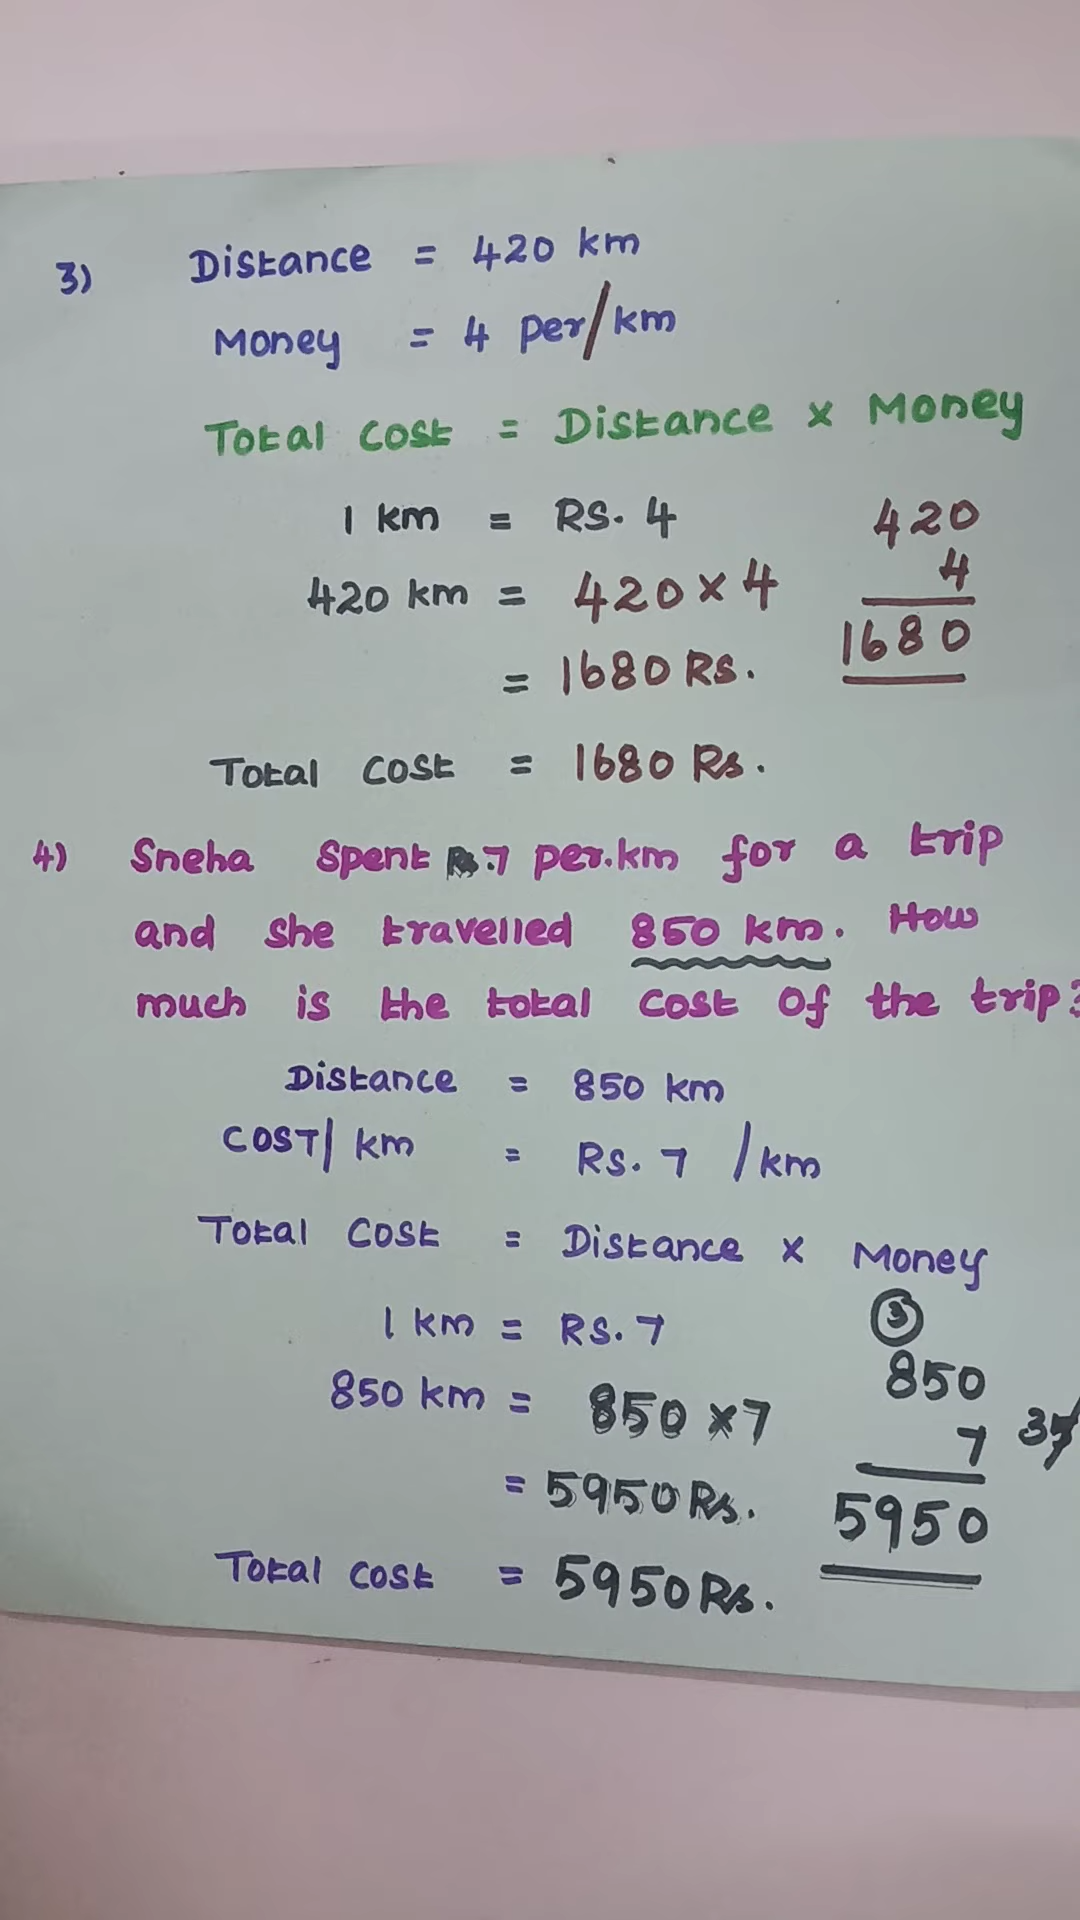 3) Distance = 420 km
Money = 4 per/km
Total cost = Distance x Money
1 km = RS. 4
420
420 km = 420 x 4
4
= 1680 RS.
1680
Total cost = 1680 Rs.
4) Sneha spent Rs.7 per.km for a trip
and she travelled 850 km. How
much is the total cost of the trip?
Distance = 850 km
COST/ km = RS. 7 /km
Total cost = Distance x Money
1 km = RS. 7
3
850 km = 850 x 7
850
7
= 5950 Rs.
5950
Total cost = 5950 Rs.